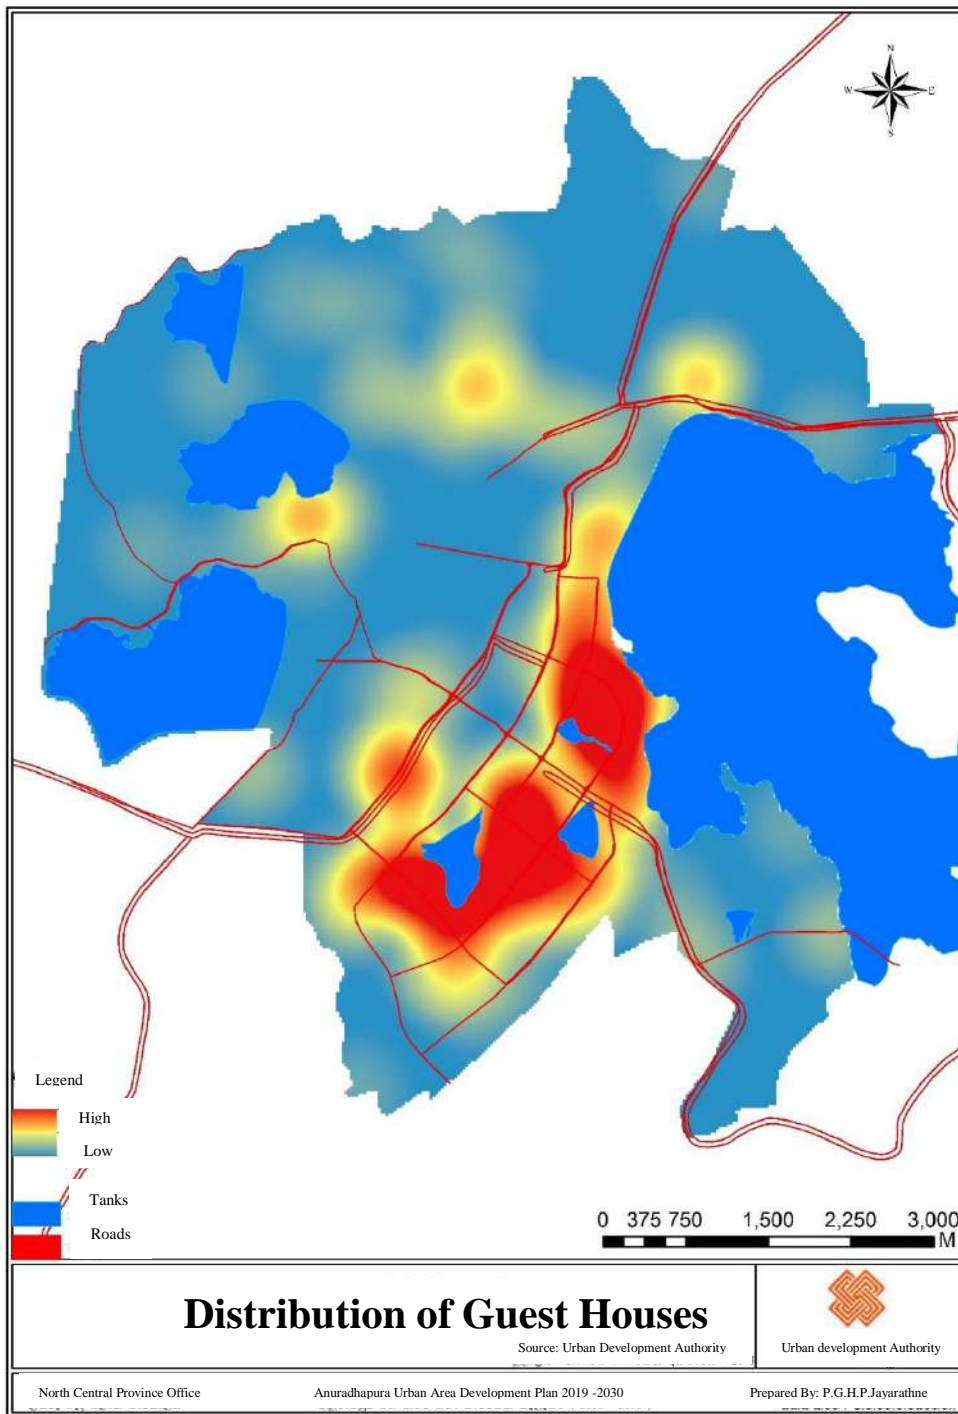 N
W E
S
Legend
High
Low
Tanks
Roads
0 375 750 1,500 2,250 3,000
M
Distribution of Guest Houses
Source: Urban Development Authority
Urban development Authority
North Central Province Office Anuradhapura Urban Area Development Plan 2019 -2030 Prepared By: P.G.H.P.Jayarathne